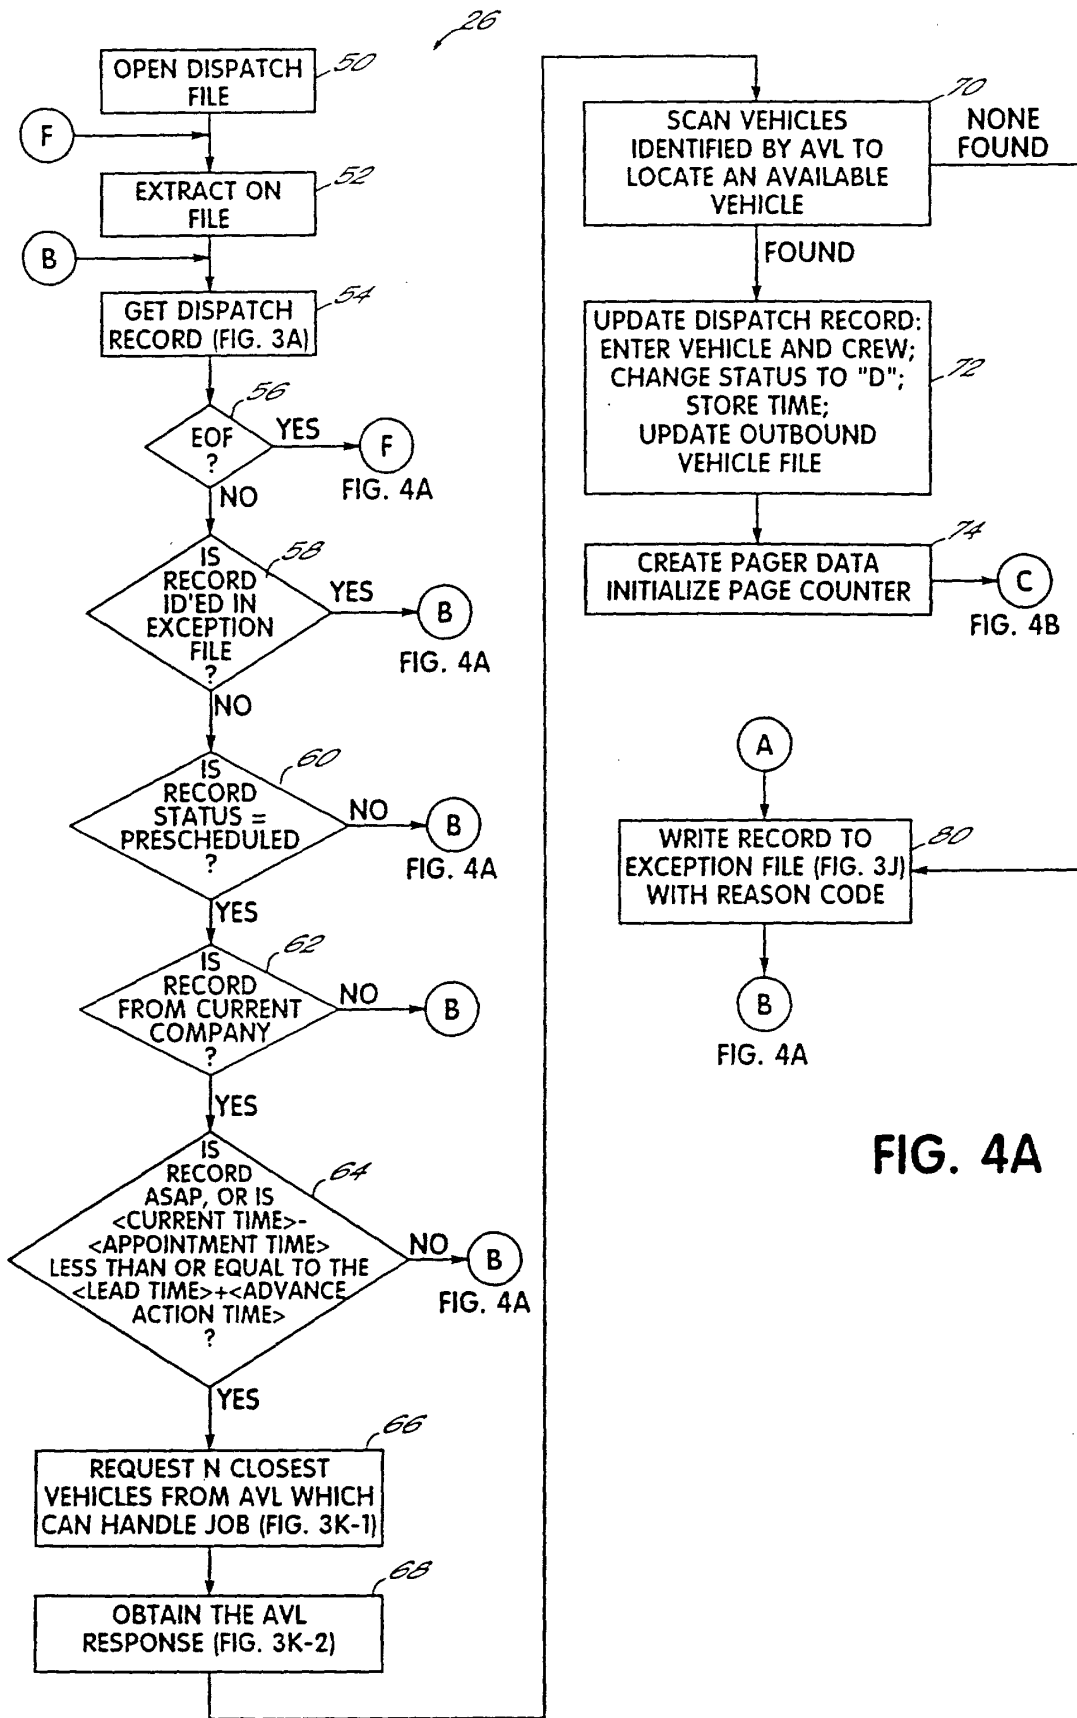 26
OPEN DISPATCH
FILE
50
F
EXTRACT ON
FILE
52
B
GET DISPATCH
RECORD (FIG. 3A)
54
EOF
?
56
YES
F
FIG. 4A
NO
IS
RECORD
ID'ED IN
EXCEPTION
FILE
?
58
YES
B
FIG. 4A
NO
IS
RECORD
STATUS =
PRESCHEDULED
?
60
NO
B
FIG. 4A
YES
IS
RECORD
FROM CURRENT
COMPANY
?
62
NO
B
YES
IS
RECORD
ASAP, OR IS
<CURRENT TIME>-
<APPOINTMENT TIME>
LESS THAN OR EQUAL TO THE
<LEAD TIME>+<ADVANCE
ACTION TIME>
?
64
NO
B
FIG. 4A
YES
REQUEST N CLOSEST
VEHICLES FROM AVL WHICH
CAN HANDLE JOB (FIG. 3K-1)
66
OBTAIN THE AVL
RESPONSE (FIG. 3K-2)
68
SCAN VEHICLES
IDENTIFIED BY AVL TO
LOCATE AN AVAILABLE
VEHICLE
70
NONE
FOUND
FOUND
UPDATE DISPATCH RECORD:
ENTER VEHICLE AND CREW;
CHANGE STATUS TO "D";
STORE TIME;
UPDATE OUTBOUND
VEHICLE FILE
72
CREATE PAGER DATA
INITIALIZE PAGE COUNTER
74
C
FIG. 4B
A
WRITE RECORD TO
EXCEPTION FILE (FIG. 3J)
WITH REASON CODE
80
B
FIG. 4A
FIG. 4A